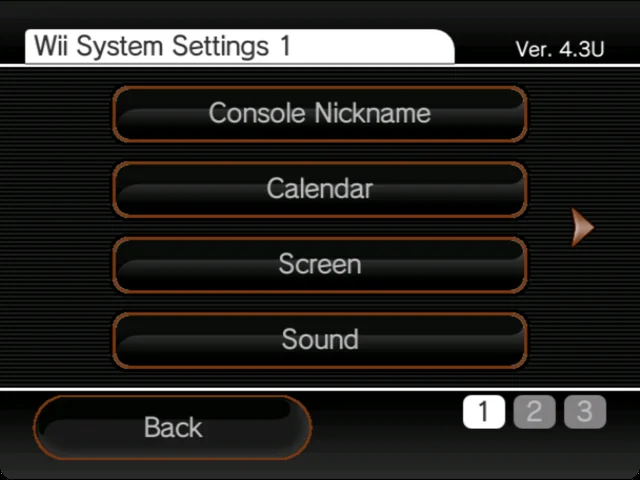 Wii System Settings 1
Ver. 4.3U
Console Nickname
Calendar
Screen
Sound
Back
1 2 3